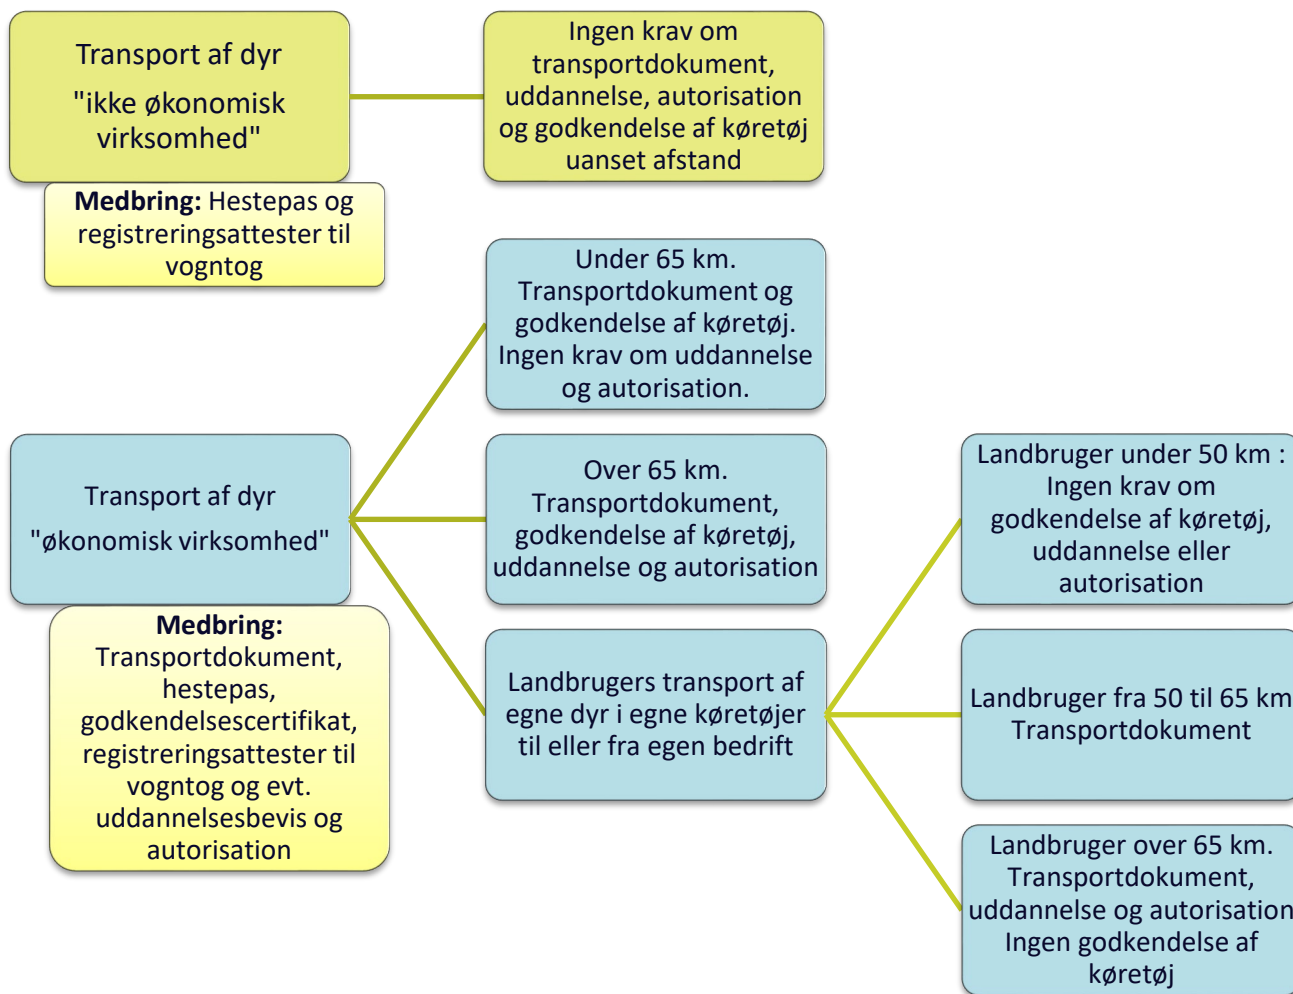 Transport af dyr
"ikke økonomisk
virksomhed"
Ingen krav om
transportdokument,
uddannelse, autorisation
og godkendelse af køretøj
uanset afstand
Medbring: Hestepas og
registreringsattester til
vogntog
Transport af dyr
"økonomisk virksomhed"
Medbring:
Transportdokument,
hestepas,
godkendelsescertifikat,
registreringsattester til
vogntog og evt.
uddannelsesbevis og
autorisation
Under 65 km.
Transportdokument og
godkendelse af køretøj.
Ingen krav om uddannelse
og autorisation.
Over 65 km.
Transportdokument,
godkendelse af køretøj,
uddannelse og autorisation
Landbrugers transport af
egne dyr i egne køretøjer
til eller fra egen bedrift
Landbruger under 50 km :
Ingen krav om
godkendelse af køretøj,
uddannelse eller
autorisation
Landbruger fra 50 til 65 km
Transportdokument
Landbruger over 65 km.
Transportdokument,
uddannelse og autorisation
Ingen godkendelse af
køretøj